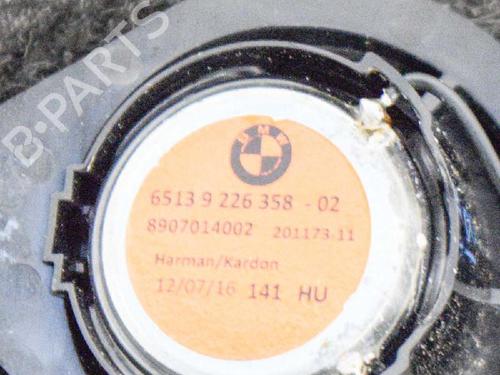 B-PARTS
BMW
6513 9 226 358 - 02
8907014002 201173-11
Harman/Kardon
12/07/16 141 HU